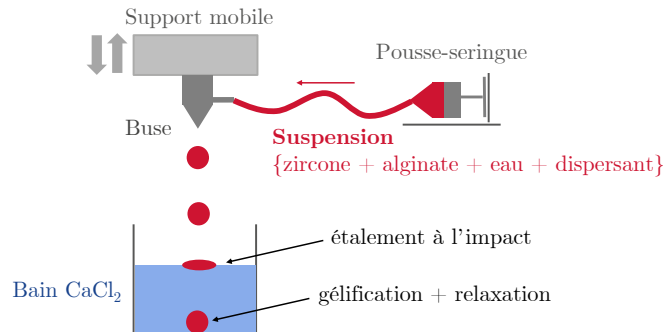 Support mobile
Pousse-seringue
Buse
Suspension
{zircone + alginate + eau + dispersant}
étalement à l'impact
Bain CaCl₂
gélification + relaxation